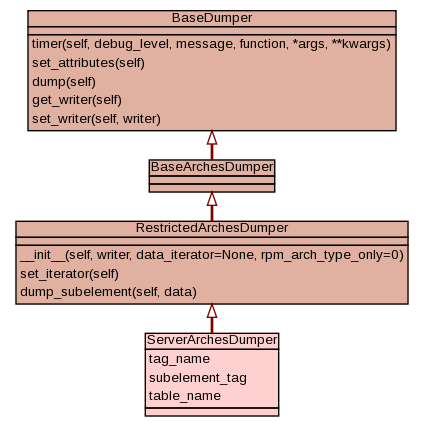 BaseDumper
timer(self, debug_level, message, function, *args, **kwargs)
set_attributes(self)
dump(self)
get_writer(self)
set_writer(self, writer)
BaseArchesDumper
RestrictedArchesDumper
__init__(self, writer, data_iterator=None, rpm_arch_type_only=0)
set_iterator(self)
dump_subelement(self, data)
ServerArchesDumper
tag_name
subelement_tag
table_name